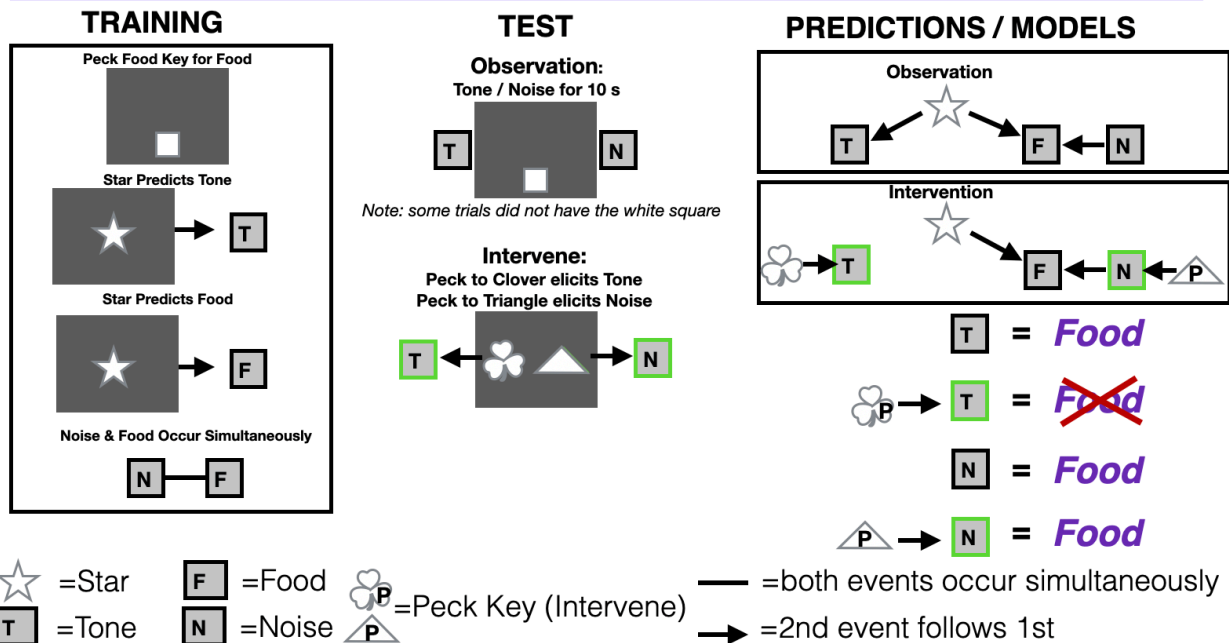 TRAINING
Peck Food Key for Food
Star Predicts Tone
T
Star Predicts Food
F
Noise & Food Occur Simultaneously
N F
TEST
Observation:
Tone / Noise for 10 s
T N
Note: some trials did not have the white square
Intervene:
Peck to Clover elicits Tone
Peck to Triangle elicits Noise
T N
PREDICTIONS / MODELS
Observation
T F N
Intervention
T F N P
T = Food
P T = Food
N = Food
P N = Food
=Star F =Food P =Peck Key (Intervene) =both events occur simultaneously
T =Tone N =Noise P =2nd event follows 1st